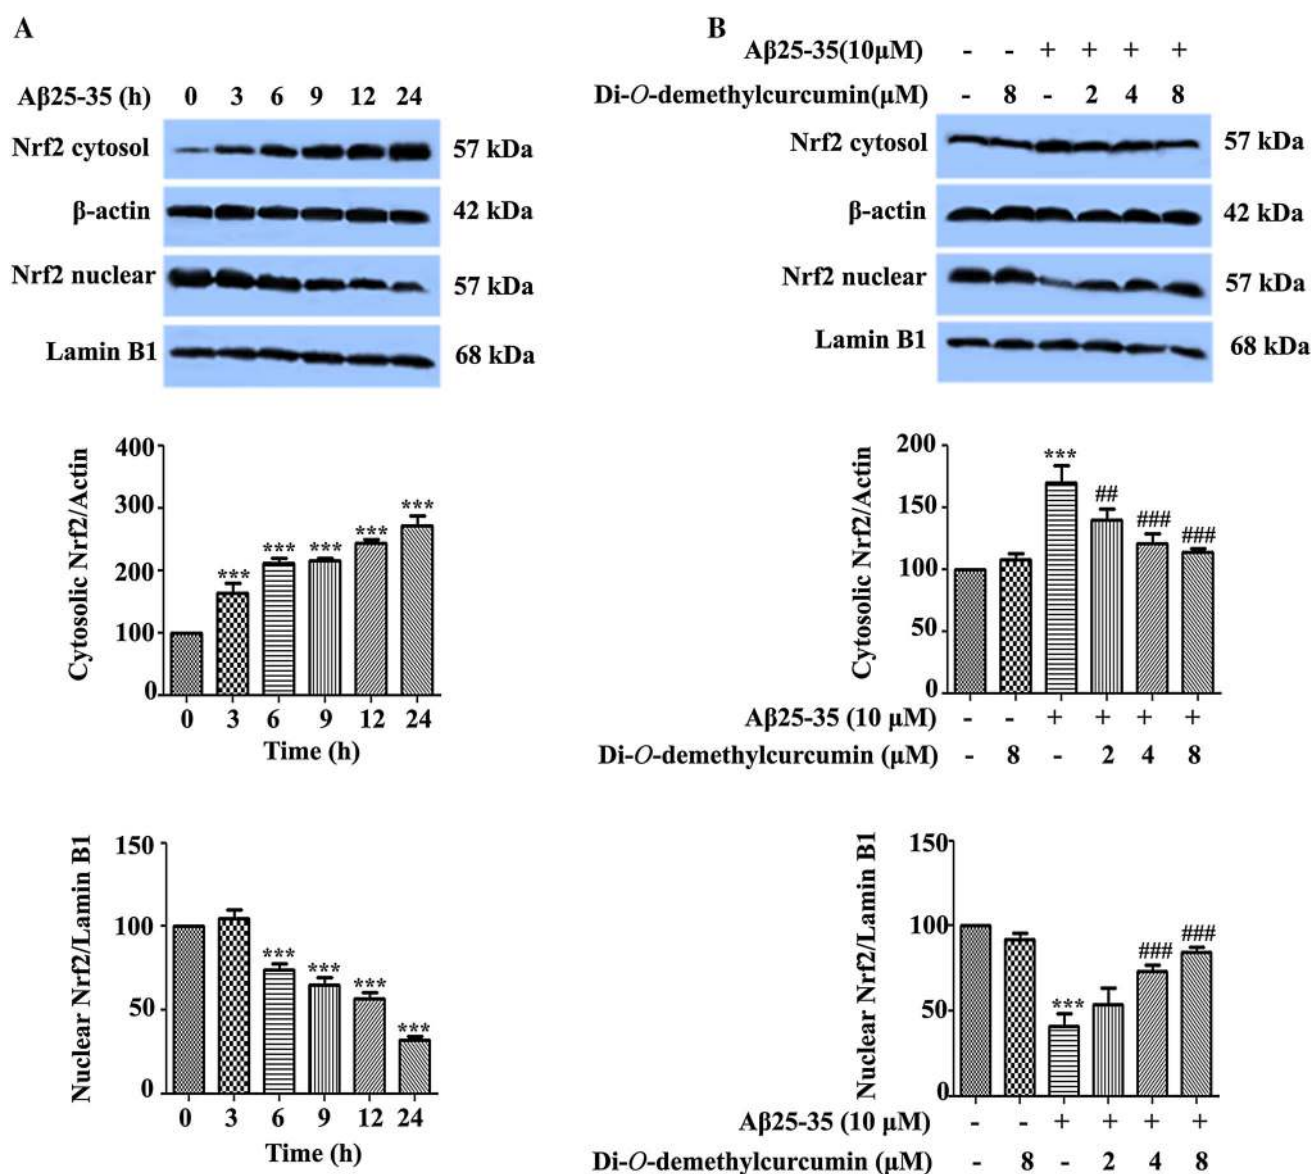 A
Aβ25-35 (h) 0 3 6 9 12 24
Nrf2 cytosol 57 kDa
β-actin 42 kDa
Nrf2 nuclear 57 kDa
Lamin B1 68 kDa
Cytosolic Nrf2/Actin
400
300
200
100
0
*** *** *** *** ***
0 3 6 9 12 24
Time (h)
Nuclear Nrf2/Lamin B1
150
100
50
0
*** *** *** ***
0 3 6 9 12 24
Time (h)
B
Aβ25-35(10μM) - - + + + +
Di-O-demethylcurcumin(μM) - 8 - 2 4 8
Nrf2 cytosol 57 kDa
β-actin 42 kDa
Nrf2 nuclear 57 kDa
Lamin B1 68 kDa
Cytosolic Nrf2/Actin
200
150
100
50
0
*** ## ### ###
Aβ25-35 (10 μM) - - + + + +
Di-O-demethylcurcumin (μM) - 8 - 2 4 8
Nuclear Nrf2/Lamin B1
150
100
50
0
*** ### ###
Aβ25-35 (10 μM) - - + + + +
Di-O-demethylcurcumin (μM) - 8 - 2 4 8